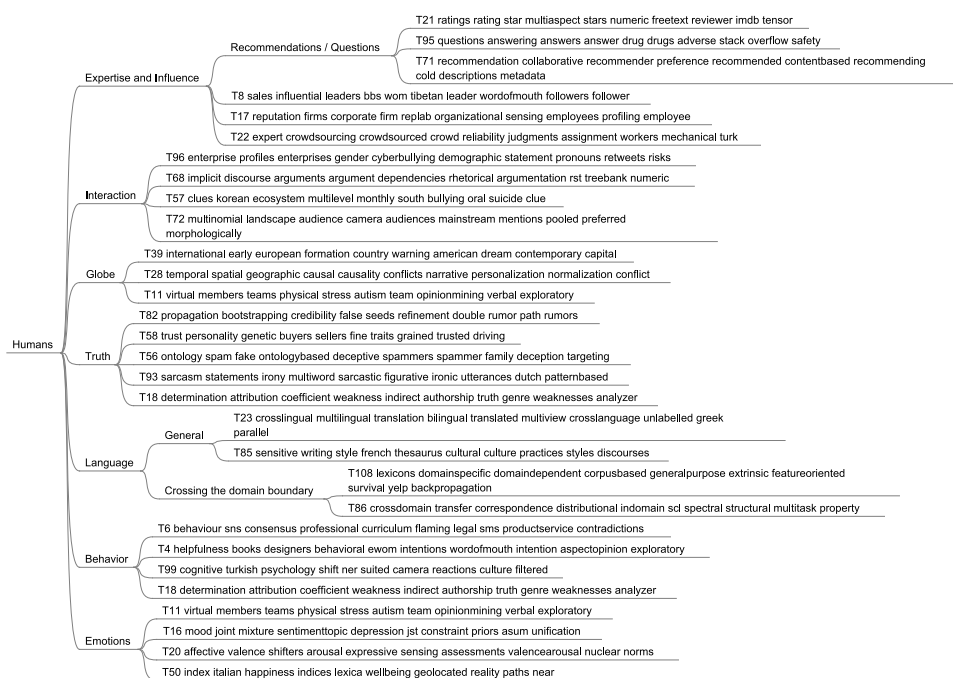 T21 ratings rating star multiaspect stars numeric freetext reviewer imdb tensor
Recommendations / Questions
T95 questions answering answers answer drug drugs adverse stack overflow safety
T71 recommendation collaborative recommender preference recommended contentbased recommending
cold descriptions metadata
Expertise and Influence
T8 sales influential leaders bbs wom tibetan leader wordofmouth followers follower
T17 reputation firms corporate firm replab organizational sensing employees profiling employee
T22 expert crowdsourcing crowdsourced crowd reliability judgments assignment workers mechanical turk
T96 enterprise profiles enterprises gender cyberbullying demographic statement pronouns retweets risks
T68 implicit discourse arguments argument dependencies rhetorical argumentation rst treebank numeric
Interaction
T57 clues korean ecosystem multilevel monthly south bullying oral suicide clue
T72 multinomial landscape audience camera audiences mainstream mentions pooled preferred
morphologically
T39 international early european formation country warning american dream contemporary capital
Globe
T28 temporal spatial geographic causal causality conflicts narrative personalization normalization conflict
T11 virtual members teams physical stress autism team opinionmining verbal exploratory
T82 propagation bootstrapping credibility false seeds refinement double rumor path rumors
T58 trust personality genetic buyers sellers fine traits grained trusted driving
Humans
Truth
T56 ontology spam fake ontologybased deceptive spammers spammer family deception targeting
T93 sarcasm statements irony multiword sarcastic figurative ironic utterances dutch patternbased
T18 determination attribution coefficient weakness indirect authorship truth genre weaknesses analyzer
T23 crosslingual multilingual translation bilingual translated multiview crosslanguage unlabelled greek
parallel
General
T85 sensitive writing style french thesaurus cultural culture practices styles discourses
Language
T108 lexicons domainspecific domaindependent corpusbased generalpurpose extrinsic featureoriented
survival yelp backpropagation
Crossing the domain boundary
T86 crossdomain transfer correspondence distributional indomain scl spectral structural multitask property
T6 behaviour sns consensus professional curriculum flaming legal sms productservice contradictions
T4 helpfulness books designers behavioral ewom intentions wordofmouth intention aspectopinion exploratory
Behavior
T99 cognitive turkish psychology shift ner suited camera reactions culture filtered
T18 determination attribution coefficient weakness indirect authorship truth genre weaknesses analyzer
T11 virtual members teams physical stress autism team opinionmining verbal exploratory
T16 mood joint mixture sentimenttopic depression jst constraint priors asum unification
Emotions
T20 affective valence shifters arousal expressive sensing assessments valencearousal nuclear norms
T50 index italian happiness indices lexica wellbeing geolocated reality paths near